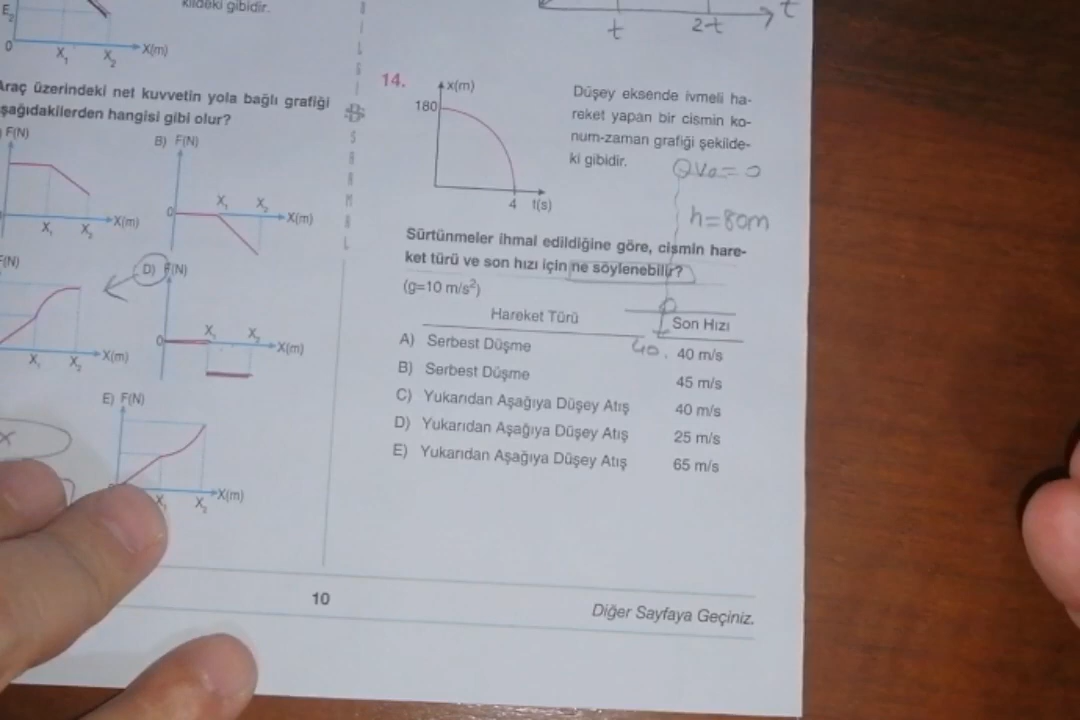 E₂
0
X₁
X₂
X(m)
kildeki gibidir.
Araç üzerindeki net kuvvetin yola bağlı grafiği
aşağıdakilerden hangisi gibi olur?
F(N)
X₁
X₂
X(m)
B) F(N)
0
X₁
X₂
X(m)
F(N)
X₁
X₂
X(m)
D) F(N)
0
X₁
X₂
X(m)
E) F(N)
X₁
X₂
X(m)
x
t
2t
t
14.
x(m)
180
4
t(s)
Düşey eksende ivmeli ha-
reket yapan bir cismin ko-
num-zaman grafiği şekilde-
ki gibidir.
V₀=0
h=80m
Sürtünmeler ihmal edildiğine göre, cismin hare-
ket türü ve son hızı için ne söylenebilir?
(g=10 m/s²)
Hareket Türü Son Hızı
A) Serbest Düşme 40 m/s
40
B) Serbest Düşme 45 m/s
C) Yukarıdan Aşağıya Düşey Atış 40 m/s
D) Yukarıdan Aşağıya Düşey Atış 25 m/s
E) Yukarıdan Aşağıya Düşey Atış 65 m/s
10
Diğer Sayfaya Geçiniz.